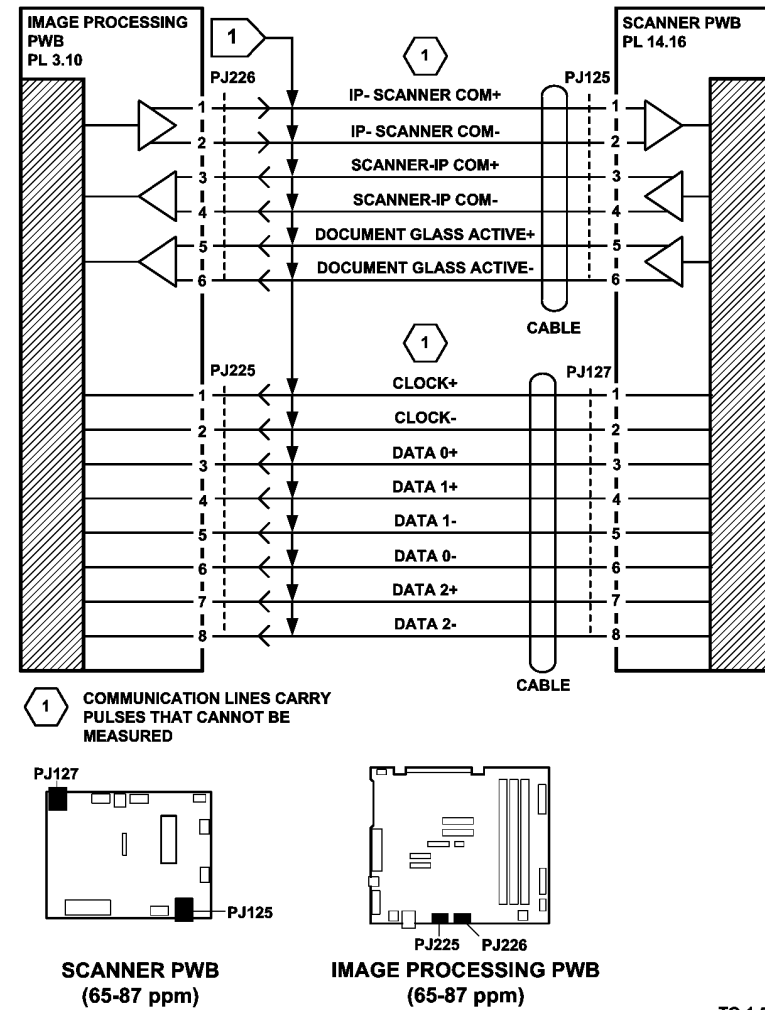 IMAGE PROCESSING
PWB
PL 3.10
1
1
SCANNER PWB
PL 14.16
PJ226
PJ125
1 IP- SCANNER COM+ 1
2 IP- SCANNER COM- 2
3 SCANNER-IP COM+ 3
4 SCANNER-IP COM- 4
5 DOCUMENT GLASS ACTIVE+ 5
6 DOCUMENT GLASS ACTIVE- 6
CABLE
1
PJ225
PJ127
1 CLOCK+ 1
2 CLOCK- 2
3 DATA 0+ 3
4 DATA 1+ 4
5 DATA 1- 5
6 DATA 0- 6
7 DATA 2+ 7
8 DATA 2- 8
CABLE
1
COMMUNICATION LINES CARRY
PULSES THAT CANNOT BE
MEASURED
PJ127
PJ125
SCANNER PWB
(65-87 ppm)
PJ225 PJ226
IMAGE PROCESSING PWB
(65-87 ppm)